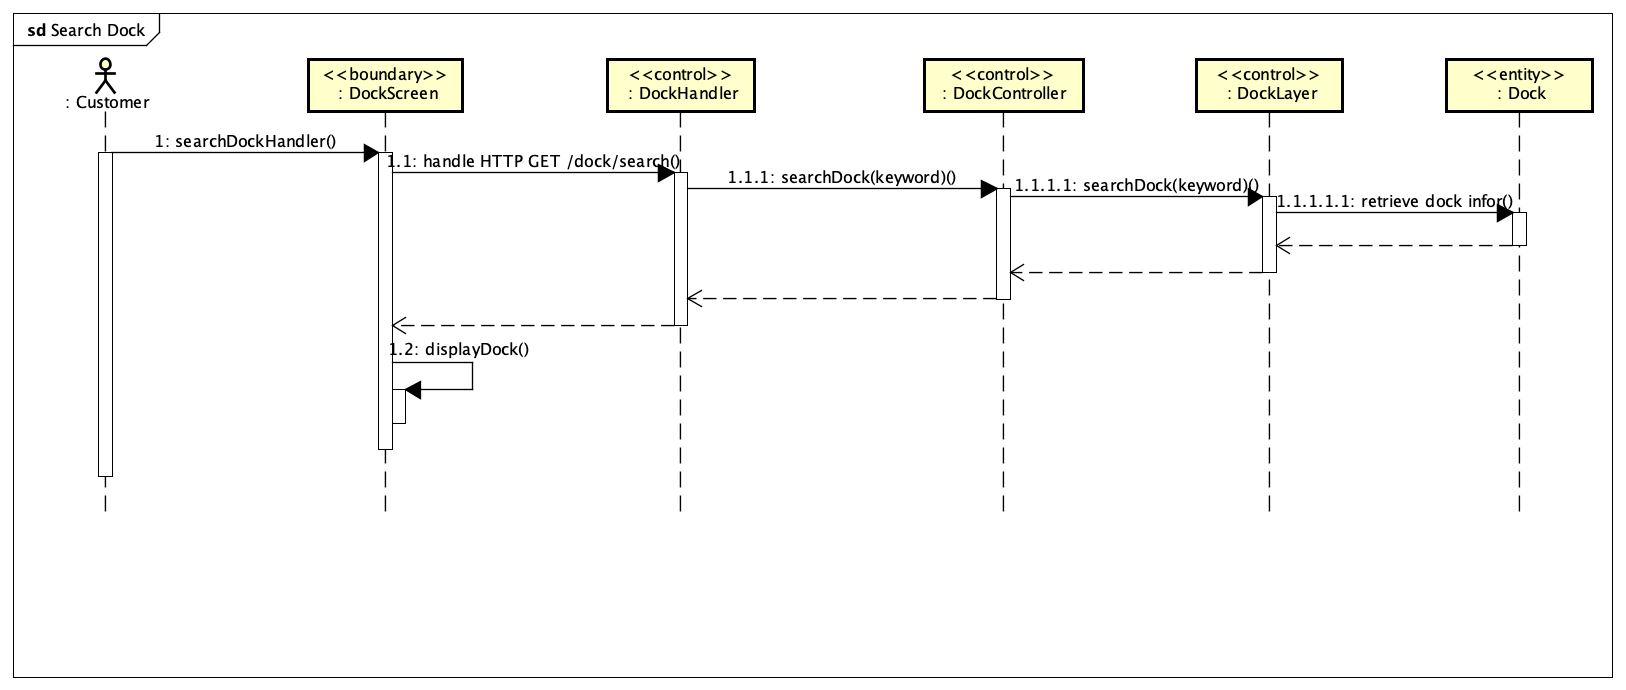 sd Search Dock
: Customer
<<boundary>>
: DockScreen
<<control>>
: DockHandler
<<control>>
: DockController
<<control>>
: DockLayer
<<entity>>
: Dock
1: searchDockHandler()
1.1: handle HTTP GET /dock/search()
1.1.1: searchDock(keyword)()
1.1.1.1: searchDock(keyword)()
1.1.1.1.1: retrieve dock infor()
1.2: displayDock()